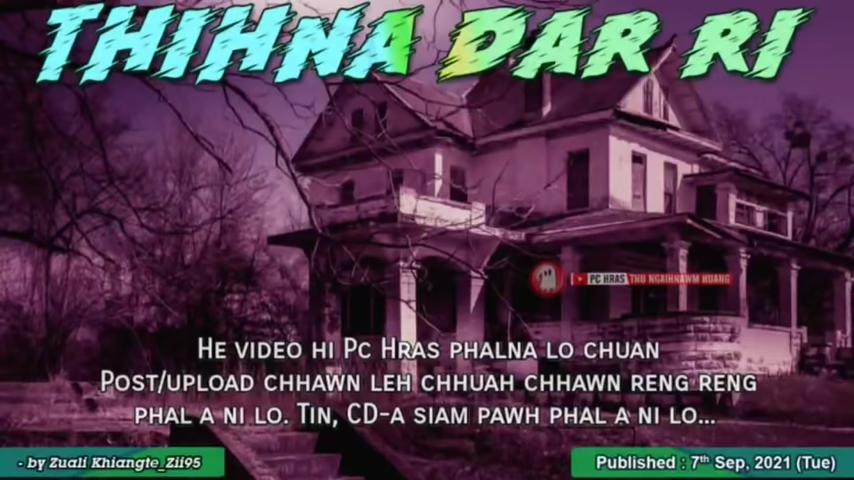 THIHNA DAR RI
PC HRAS THU NGAIHNAWM HUANG
HE VIDEO HI PC HRAS PHALNA LO CHUAN
POST/UPLOAD CHHAWN LEH CHHUAH CHHAWN RENG RENG
PHAL A NI LO. TIN, CD-A SIAM PAWH PHAL A NI LO...
- by Zuali Khiangte_Zii95
Published : 7th Sep, 2021 (Tue)